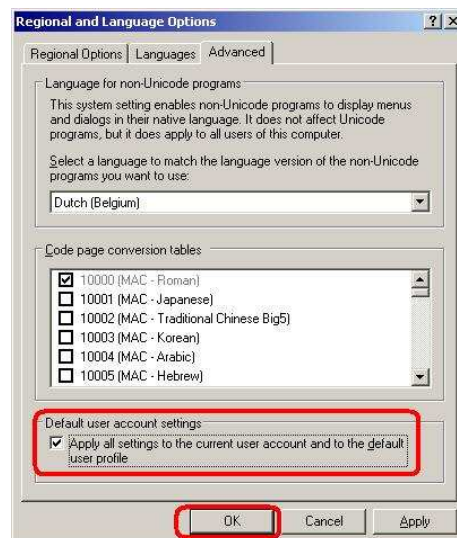 Regional and Language Options
Regional Options
Languages
Advanced
Language for non-Unicode programs
This system setting enables non-Unicode programs to display menus
and dialogs in their native language. It does not affect Unicode
programs, but it does apply to all users of this computer.
Select a language to match the language version of the non-Unicode
programs you want to use:
Dutch (Belgium)
Code page conversion tables
10000 (MAC - Roman)
10001 (MAC - Japanese)
10002 (MAC - Traditional Chinese Big5)
10003 (MAC - Korean)
10004 (MAC - Arabic)
10005 (MAC - Hebrew)
Default user account settings
Apply all settings to the current user account and to the default
user profile
OK
Cancel
Apply